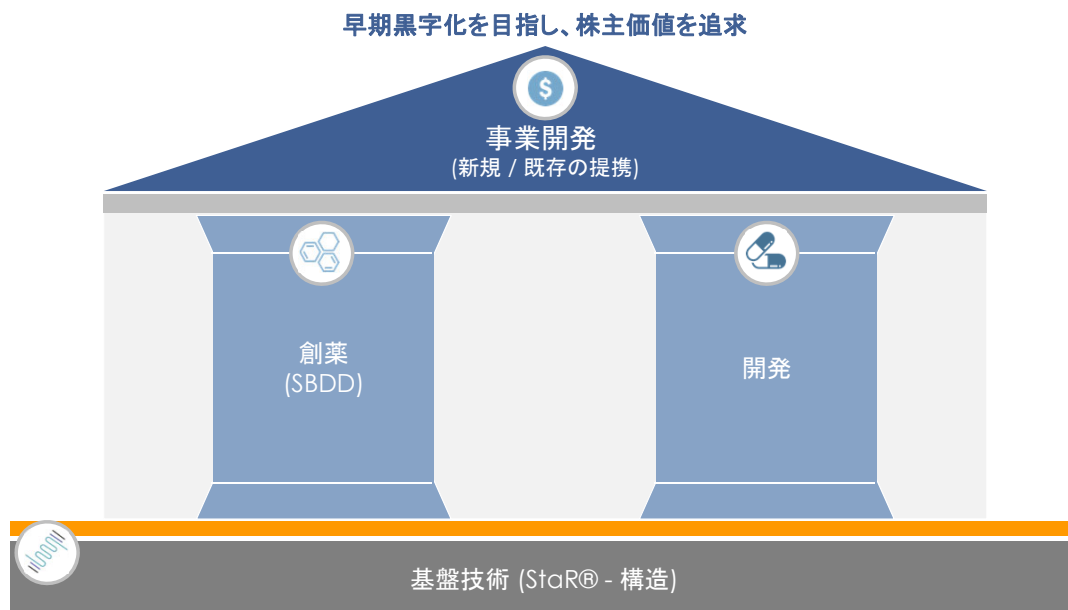 早期黒字化を目指し、株主価値を追求
$
事業開発
(新規 / 既存の提携)
創薬
(SBDD)
開発
基盤技術 (StaR® - 構造)